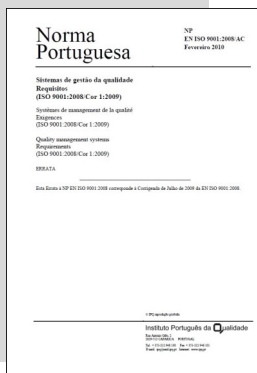 Norma
Portuguesa
NP
EN ISO 9001:2008/AC
Fevereiro 2010
Sistemas de gestão da qualidade
Requisitos
(ISO 9001:2008/Cor 1:2009)
Systèmes de management de la qualité
Exigences
(ISO 9001:2008/Cor 1:2009)
Quality management systems
Requirements
(ISO 9001:2008/Cor 1:2009)
ERRATA
Esta Errata à NP EN ISO 9001:2008 corresponde à Corrigenda de Julho de 2009 da EN ISO 9001:2008.
Instituto Português da Qualidade